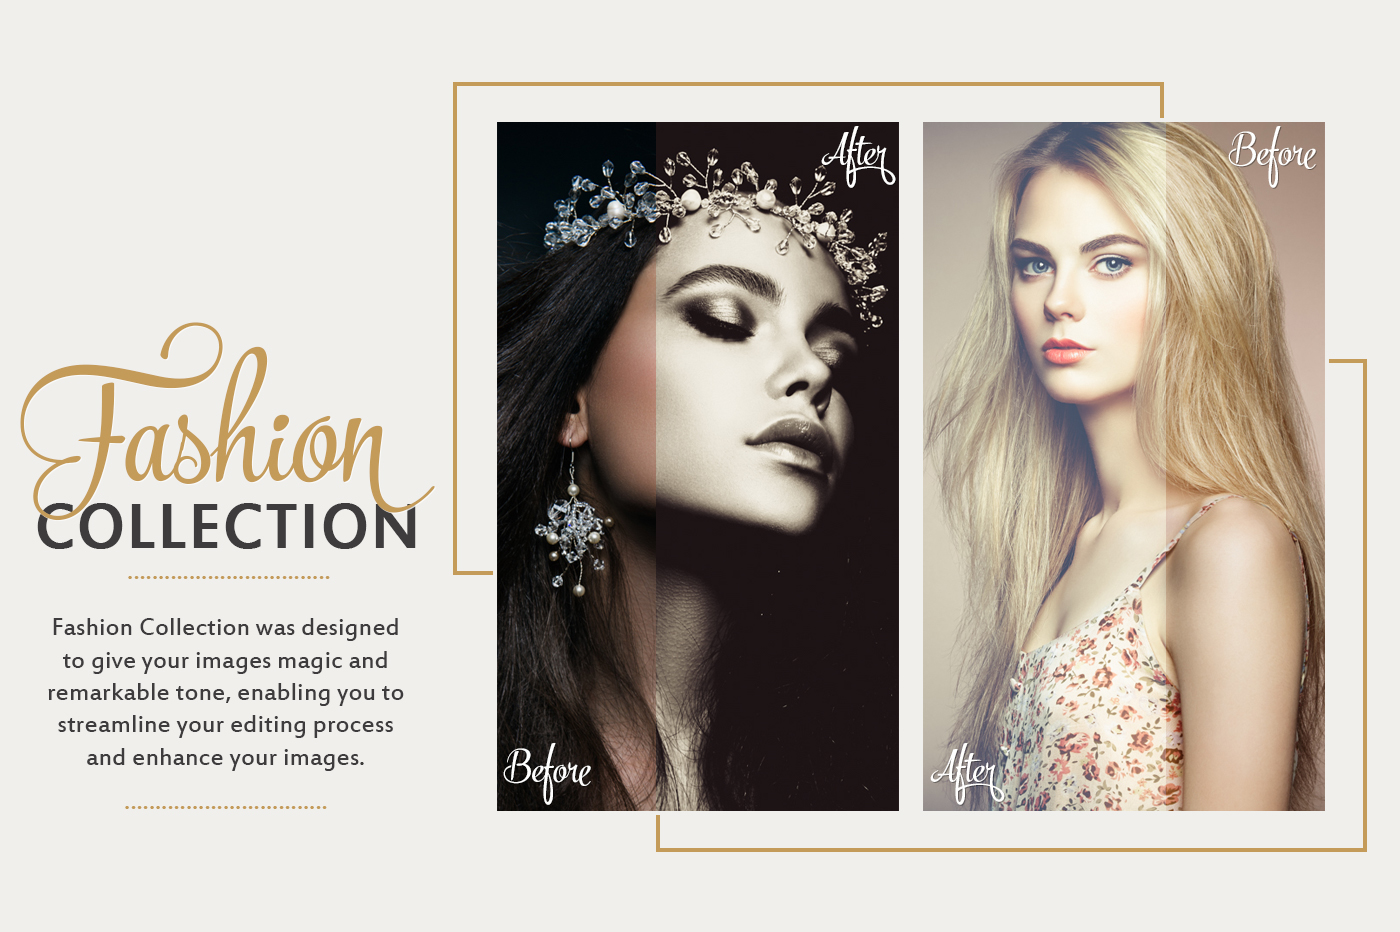 Fashion
COLLECTION
Fashion Collection was designed
to give your images magic and
remarkable tone, enabling you to
streamline your editing process
and enhance your images.
After
Before
Before
After